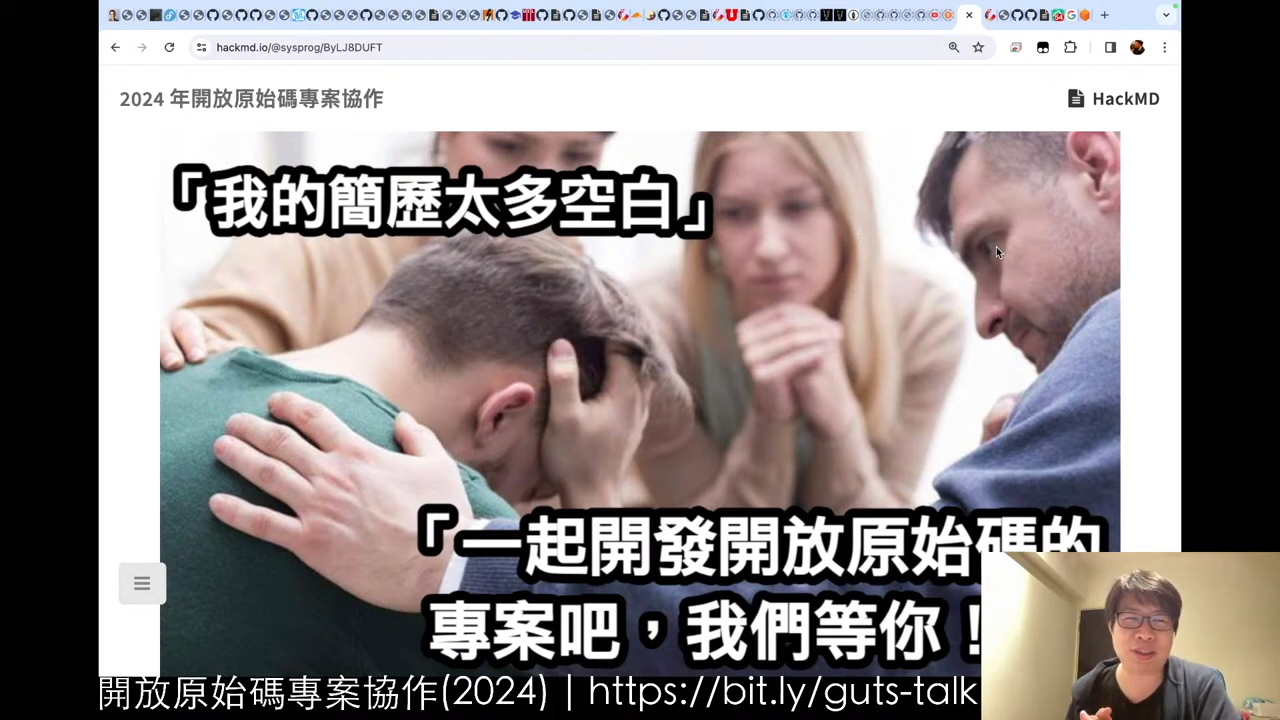 hackmd.io/@sysprog/ByLJ8DUFT
2024 年開放原始碼專案協作
HackMD
「我的簡歷太多空白」
「一起開發開放原始碼的
專案吧，我們等你！
開放原始碼專案協作(2024) | https://bit.ly/guts-talk